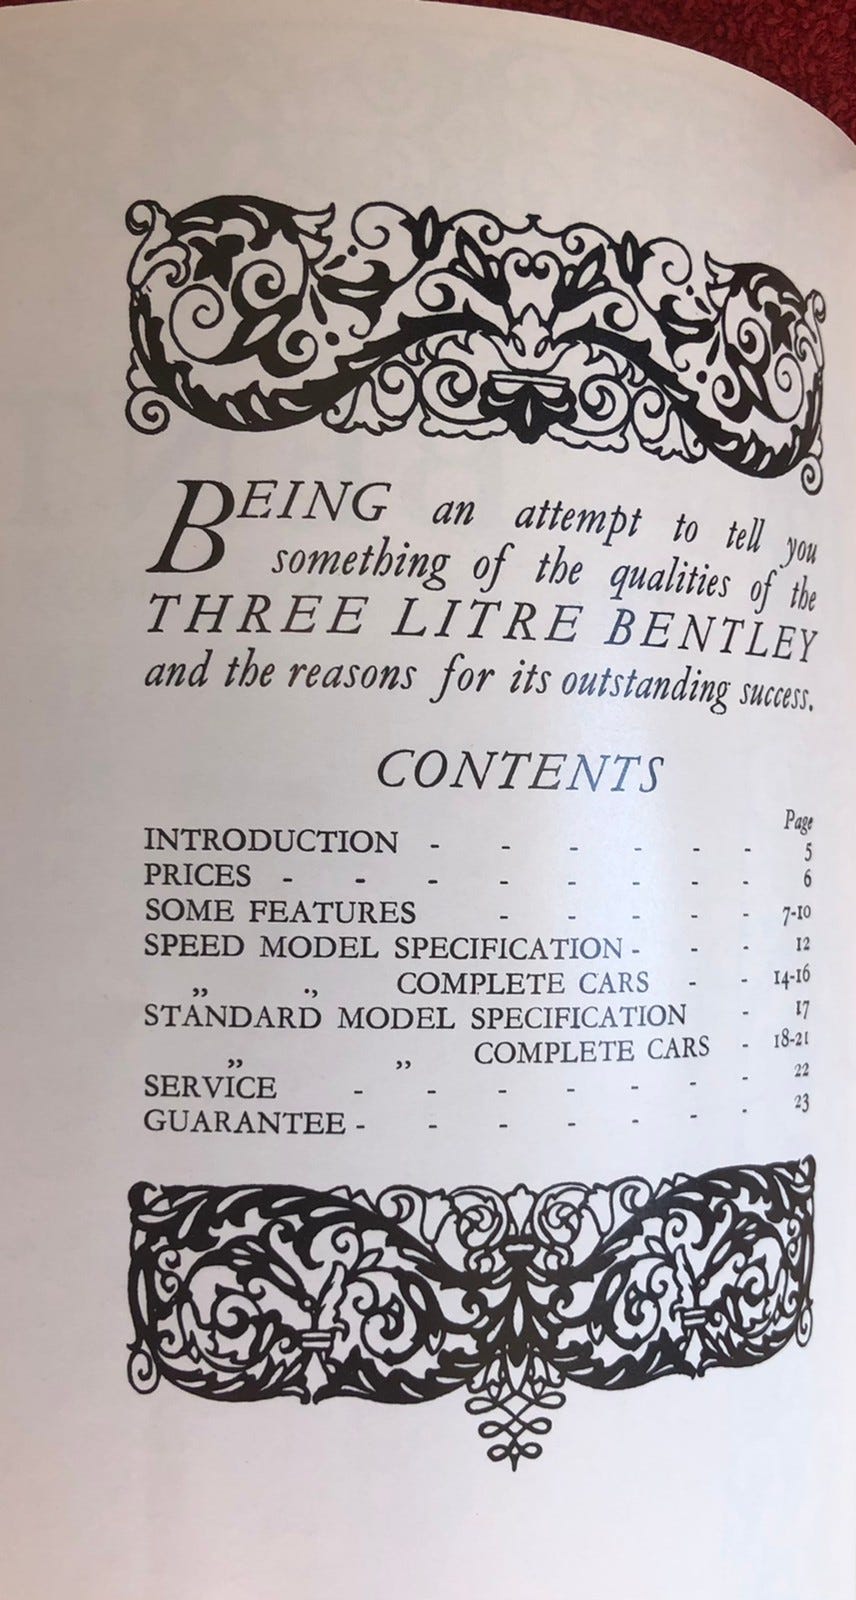 BEING an attempt to tell you
something of the qualities of the
THREE LITRE BENTLEY
and the reasons for its outstanding success.
CONTENTS
Page
INTRODUCTION - - - - - - 5
PRICES - - - - - - - - 6
SOME FEATURES - - - - - 7-10
SPEED MODEL SPECIFICATION - - - 12
„ „ COMPLETE CARS - - 14-16
STANDARD MODEL SPECIFICATION - 17
„ „ COMPLETE CARS - 18-21
SERVICE - - - - - - - 22
GUARANTEE - - - - - - - 23